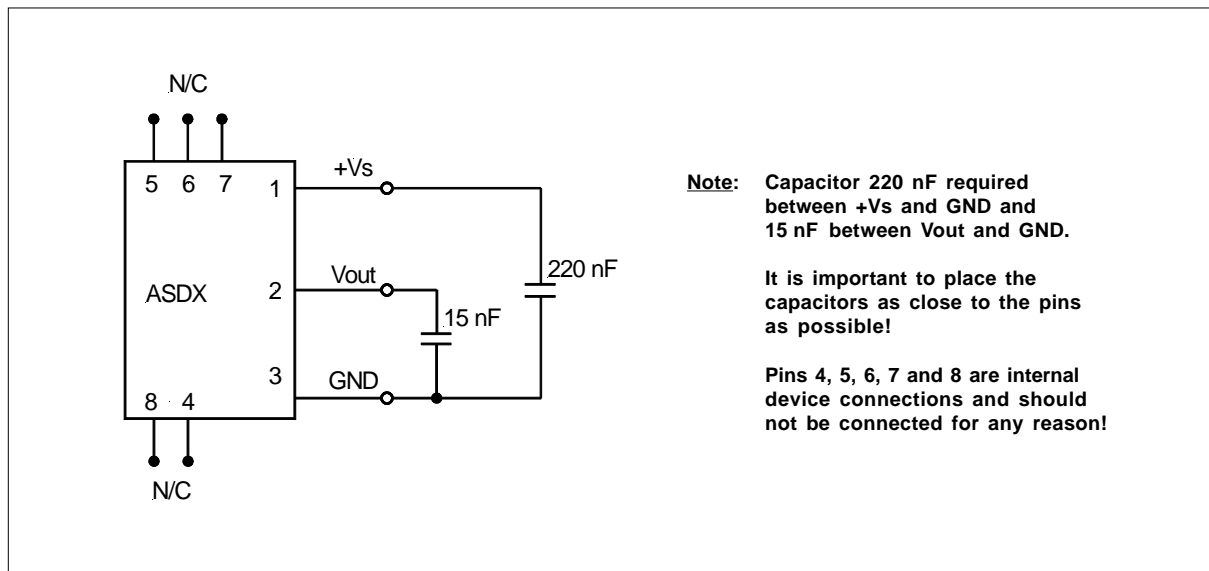 N/C
5 6 7 1 +Vs
ASDX 2 Vout
220 nF
15 nF
3 GND
8 4
N/C
Note: Capacitor 220 nF required
between +Vs and GND and
15 nF between Vout and GND.
It is important to place the
capacitors as close to the pins
as possible!
Pins 4, 5, 6, 7 and 8 are internal
device connections and should
not be connected for any reason!